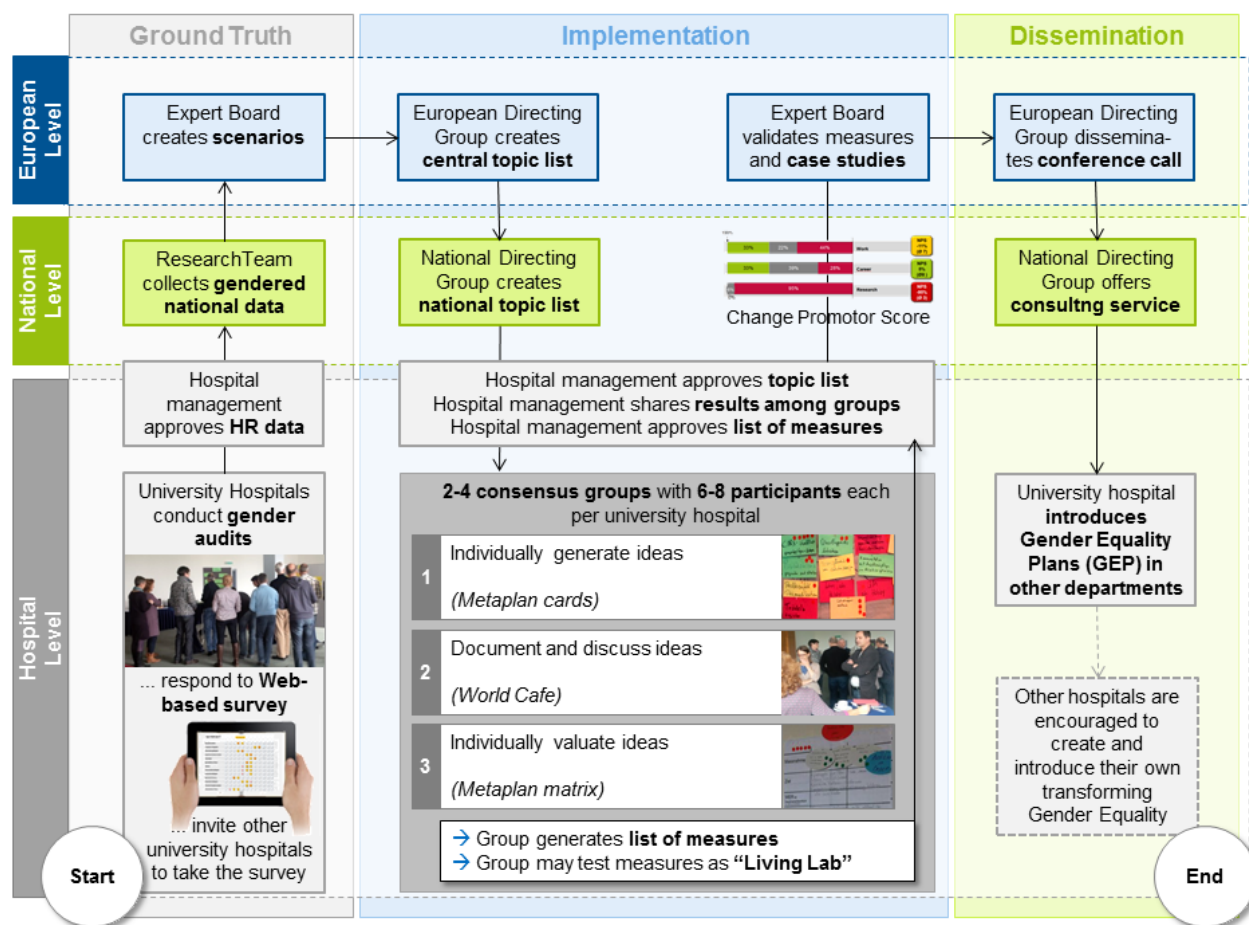 Ground Truth
Implementation
Dissemination
European
Level
National
Level
Hospital
Level
Expert Board
creates scenarios
European Directing
Group creates
central topic list
Expert Board
validates measures
and case studies
European Directing
Group dissemina-
tes conference call
ResearchTeam
collects gendered
national data
National Directing
Group creates
national topic list
100%
Work
Career
Research
NPS
NPS
NPS
Change Promotor Score
National Directing
Group offers
consultng service
Hospital
management
approves HR data
Hospital management approves topic list
Hospital management shares results among groups
Hospital management approves list of measures
University Hospitals
conduct gender
audits
... respond to Web-
based survey
... invite other
university hospitals
to take the survey
2-4 consensus groups with 6-8 participants each
per university hospital
1
Individually generate ideas
(Metaplan cards)
2
Document and discuss ideas
(World Cafe)
3
Individually valuate ideas
(Metaplan matrix)
→ Group generates list of measures
→ Group may test measures as “Living Lab”
University hospital
introduces
Gender Equality
Plans (GEP) in
other departments
Other hospitals are
encouraged to
create and
introduce their own
transforming
Gender Equality
Start
End